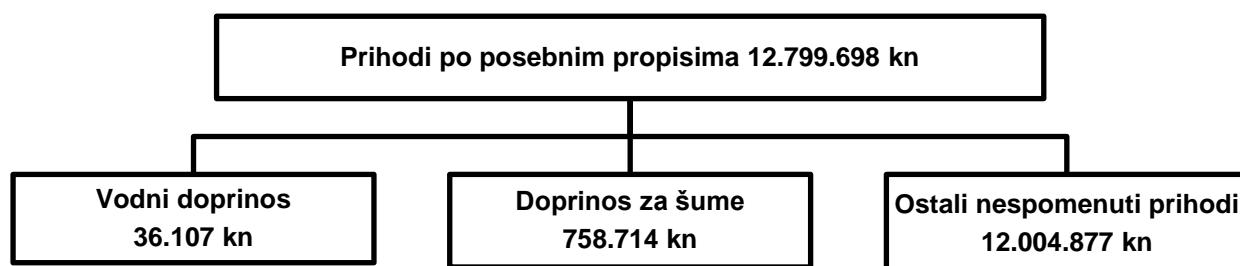 Prihodi po posebnim propisima 12.799.698 kn
Vodni doprinos
36.107 kn
Doprinos za šume
758.714 kn
Ostali nespomenuti prihodi
12.004.877 kn